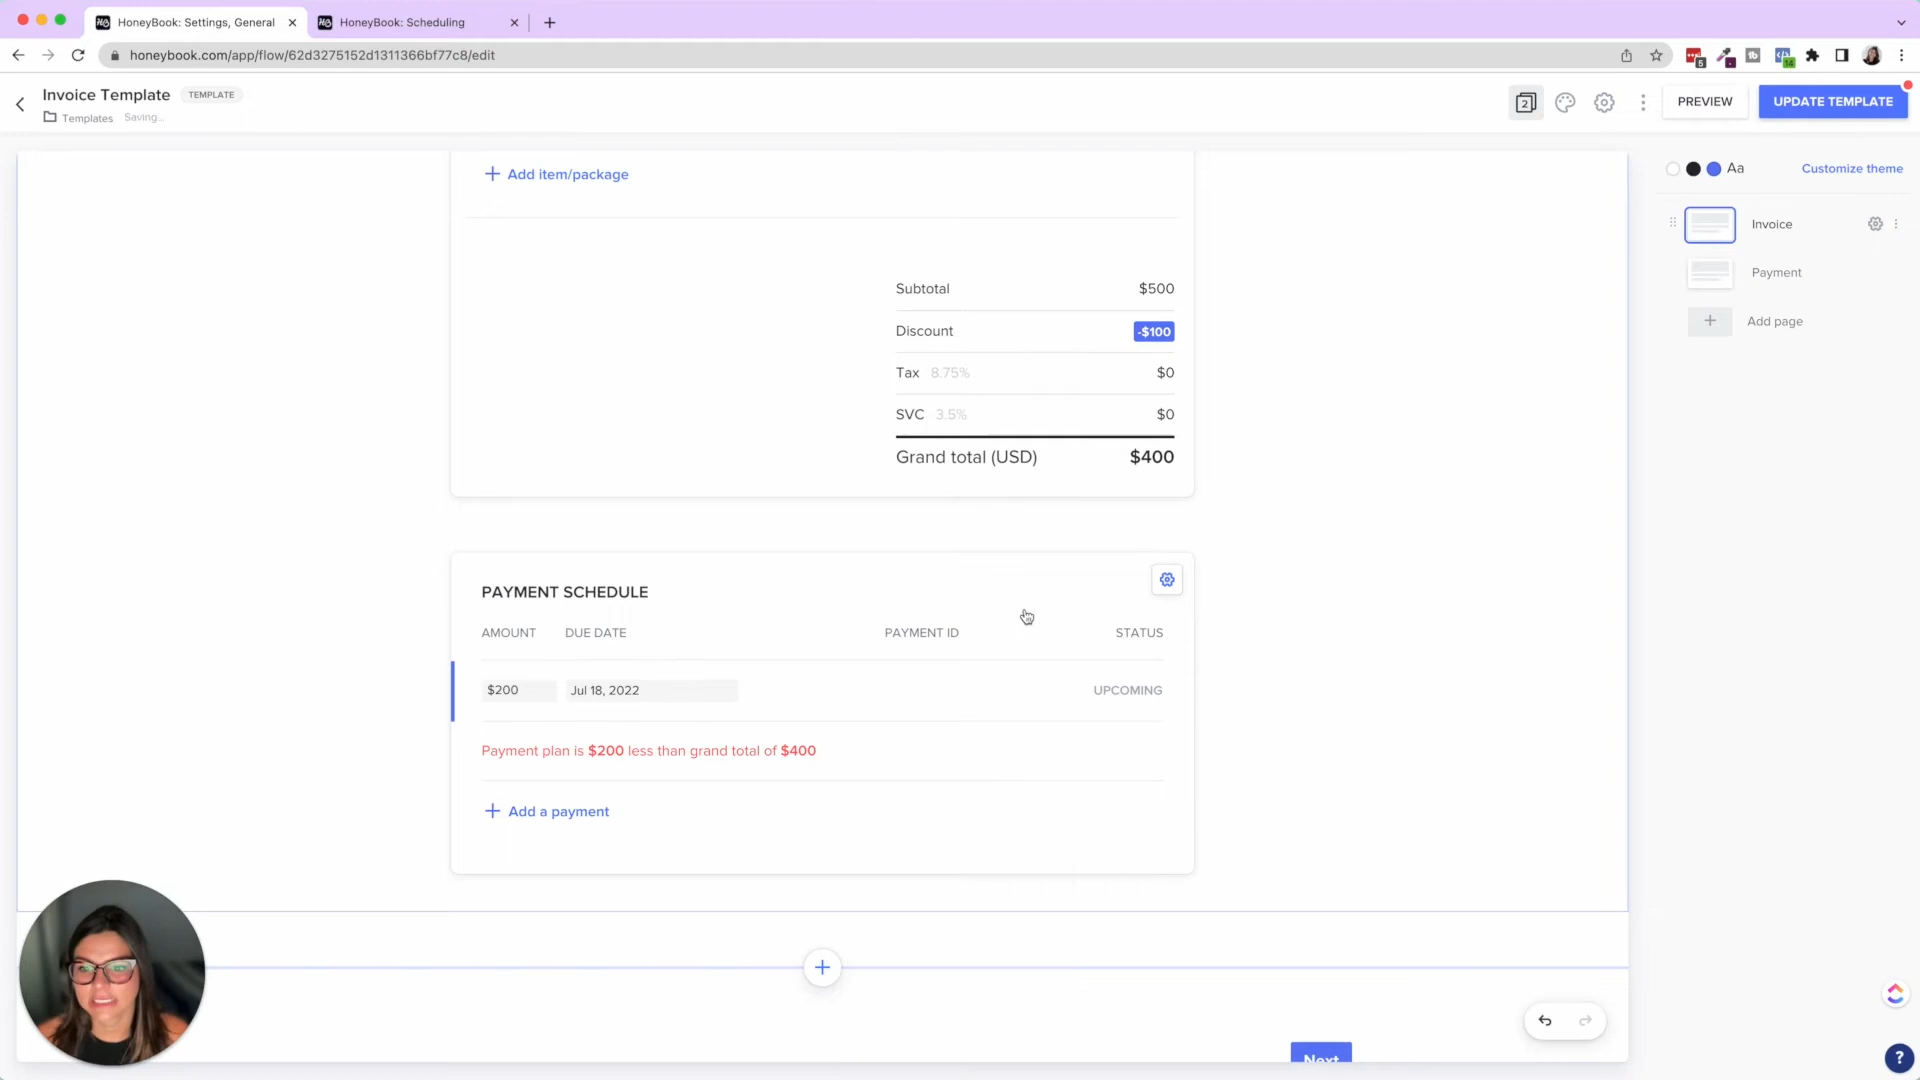 HoneyBook: Settings, General
HoneyBook: Scheduling
honeybook.com/app/flow/62d3275152d1311366bf77c8/edit
5
14
Invoice Template
TEMPLATE
Templates
Saving...
2
PREVIEW
UPDATE TEMPLATE
Aa
Customize theme
Invoice
Payment
Add page
Add item/package
Subtotal
$500
Discount
-$100
Tax 8.75%
$0
SVC 3.5%
$0
Grand total (USD)
$400
PAYMENT SCHEDULE
AMOUNT
DUE DATE
PAYMENT ID
STATUS
$200
Jul 18, 2022
UPCOMING
Payment plan is $200 less than grand total of $400
Add a payment
Next
?